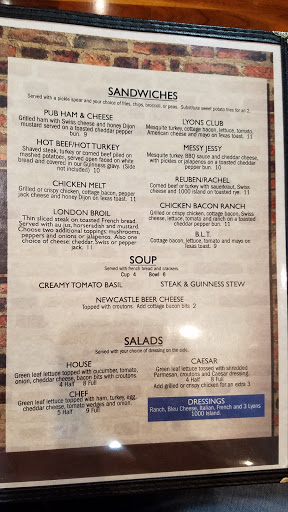 SANDWICHES
Served with a pickle spear and your choice of fries, chips, broccoli, or peas. Substitute sweet potato fries for an 2.
PUB HAM & CHEESE
Grilled ham with Swiss cheese and honey Dijon
mustard served on a toasted cheddar pepper
bun. 9
HOT BEEF/HOT TURKEY
Shaved steak, turkey or corned beef piled on
mashed potatoes, served open faced on white
bread and covered in our Guinness gravy. (Swiss
not included) 11
CHICKEN MELT
Grilled or crispy chicken, cottage bacon, pepper
jack cheese and honey Dijon on Texas toast. 11
LONDON BROIL
Thin sliced steak on toasted French bread.
Served with au jus, horseradish and mustard.
Choose two additional toppings: mushrooms,
peppers and onions or jalapenos. Also one
choice of cheese: cheddar, Swiss or pepper
jack. 11
LYONS CLUB
Mesquite turkey, cottage bacon, lettuce, tomato,
American cheese and mayo on Texas toast. 11
MESSY JESSY
Mesquite turkey, BBQ sauce and cheddar cheese,
with pickles or jalapenos on a toasted cheddar
pepper bun. 10
REUBEN/RACHEL
Corned beef or turkey with sauerkraut, Swiss
cheese and 1000 island on toasted rye. 11
CHICKEN BACON RANCH
Grilled or crispy chicken, cottage bacon, Swiss
cheese, lettuce, tomato and ranch on a toasted
cheddar pepper bun. 11
B.L.T.
Cottage bacon, lettuce, tomato and mayo on
Texas toast. 9
SOUP
Served with french bread and crackers.
Cup 4 Bowl 6
CREAMY TOMATO BASIL
STEAK & GUINNESS STEW
NEWCASTLE BEER CHEESE
Topped with croutons. Add cottage bacon bits 2
SALADS
Served with your choice of dressing on the side.
HOUSE
Green leaf lettuce topped with cucumber, tomato,
onion, cheddar cheese, bacon bits with croutons.
4 Half 8 Full
CHEF
Green leaf lettuce topped with ham, turkey, egg,
cheddar cheese, tomato wedges and onion.
5 Half 9 Full
CAESAR
Green leaf lettuce tossed with shredded
Parmesan, croutons and Caesar dressing.
4 Half 8 Full
Add grilled or crispy chicken for an extra 3
DRESSINGS
Ranch, Bleu Cheese, Italian, French and 3 Lyons
1000 Island.